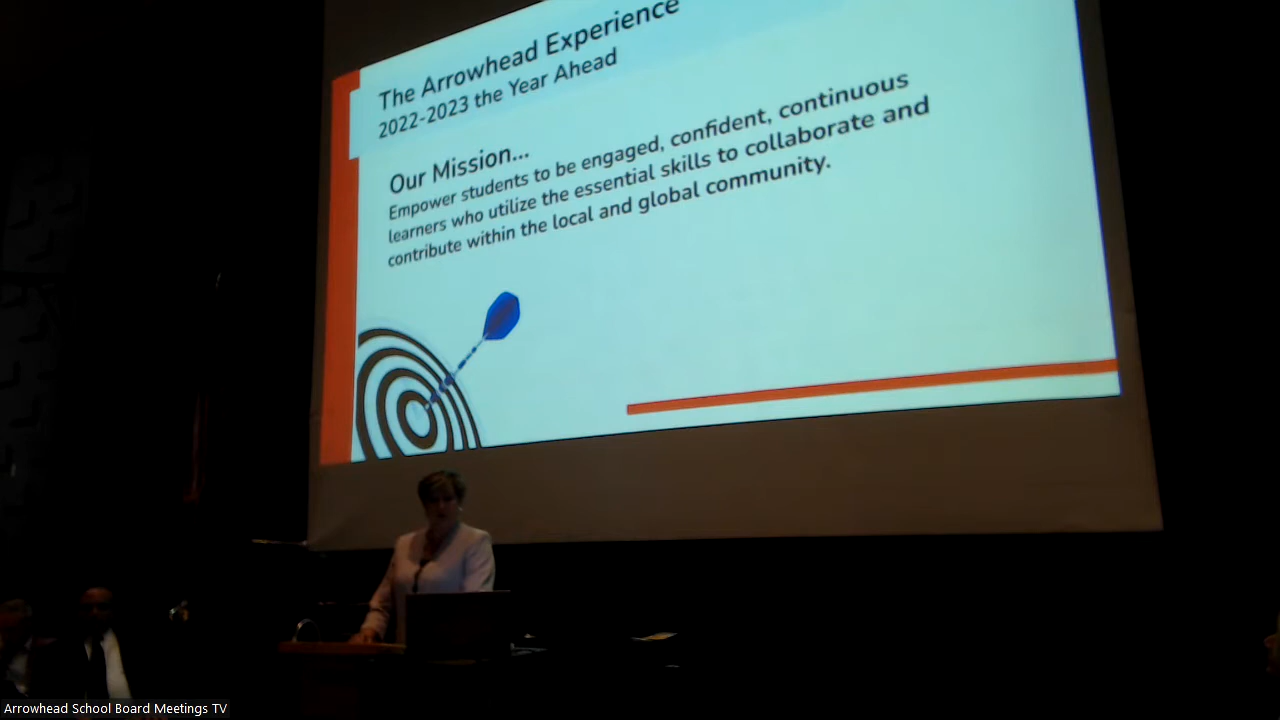 The Arrowhead Experience
2022-2023 the Year Ahead
Our Mission...
Empower students to be engaged, confident, continuous
learners who utilize the essential skills to collaborate and
contribute within the local and global community.
Arrowhead School Board Meetings TV